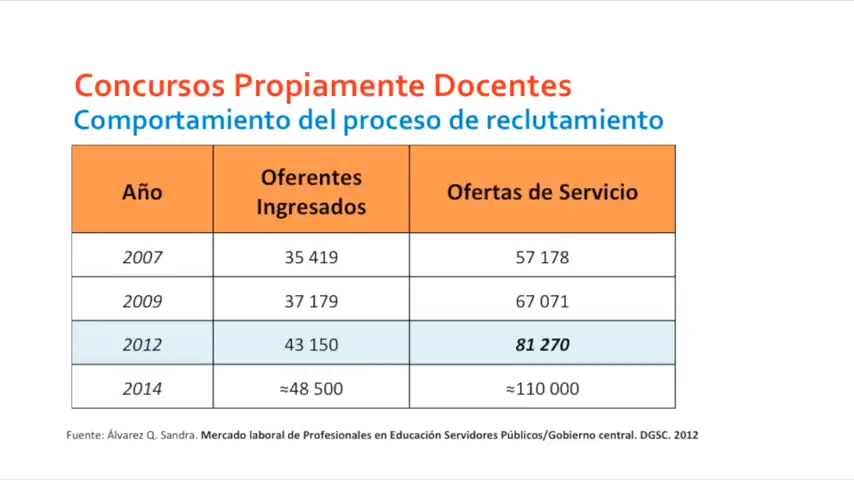 Concursos Propiamente Docentes
Comportamiento del proceso de reclutamiento
Año Oferentes Ingresados Ofertas de Servicio
2007 35 419 57 178
2009 37 179 67 071
2012 43 150 81 270
2014 ≈48 500 ≈110 000
Fuente: Álvarez Q. Sandra. Mercado laboral de Profesionales en Educación Servidores Públicos/Gobierno central. DGSC. 2012